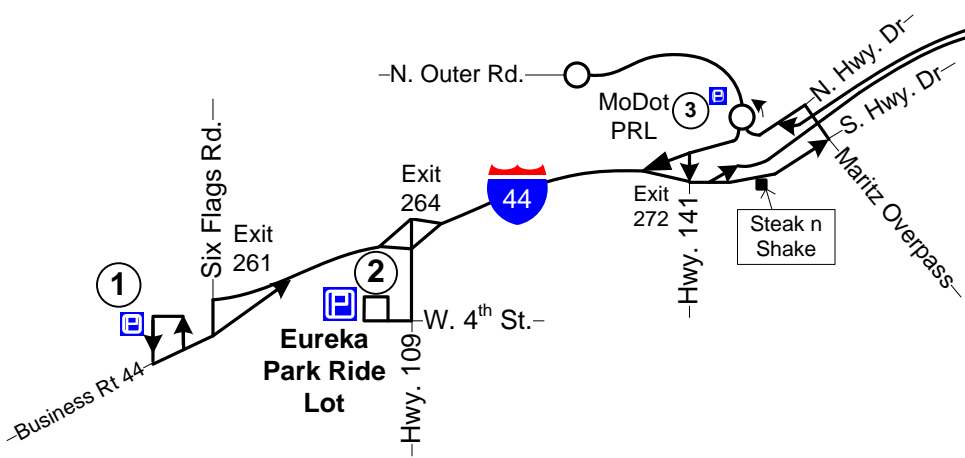 N. Outer Rd.
N. Hwy. Dr
S. Hwy. Dr
MoDot
PRL
3
P
Maritz Overpass
Six Flags Rd.
Exit
264
44
Exit
272
Hwy. 141
Steak n
Shake
Exit
261
1
P
2
P
Eureka
Park Ride
Lot
W. 4th St.
Hwy. 109
Business Rt 44